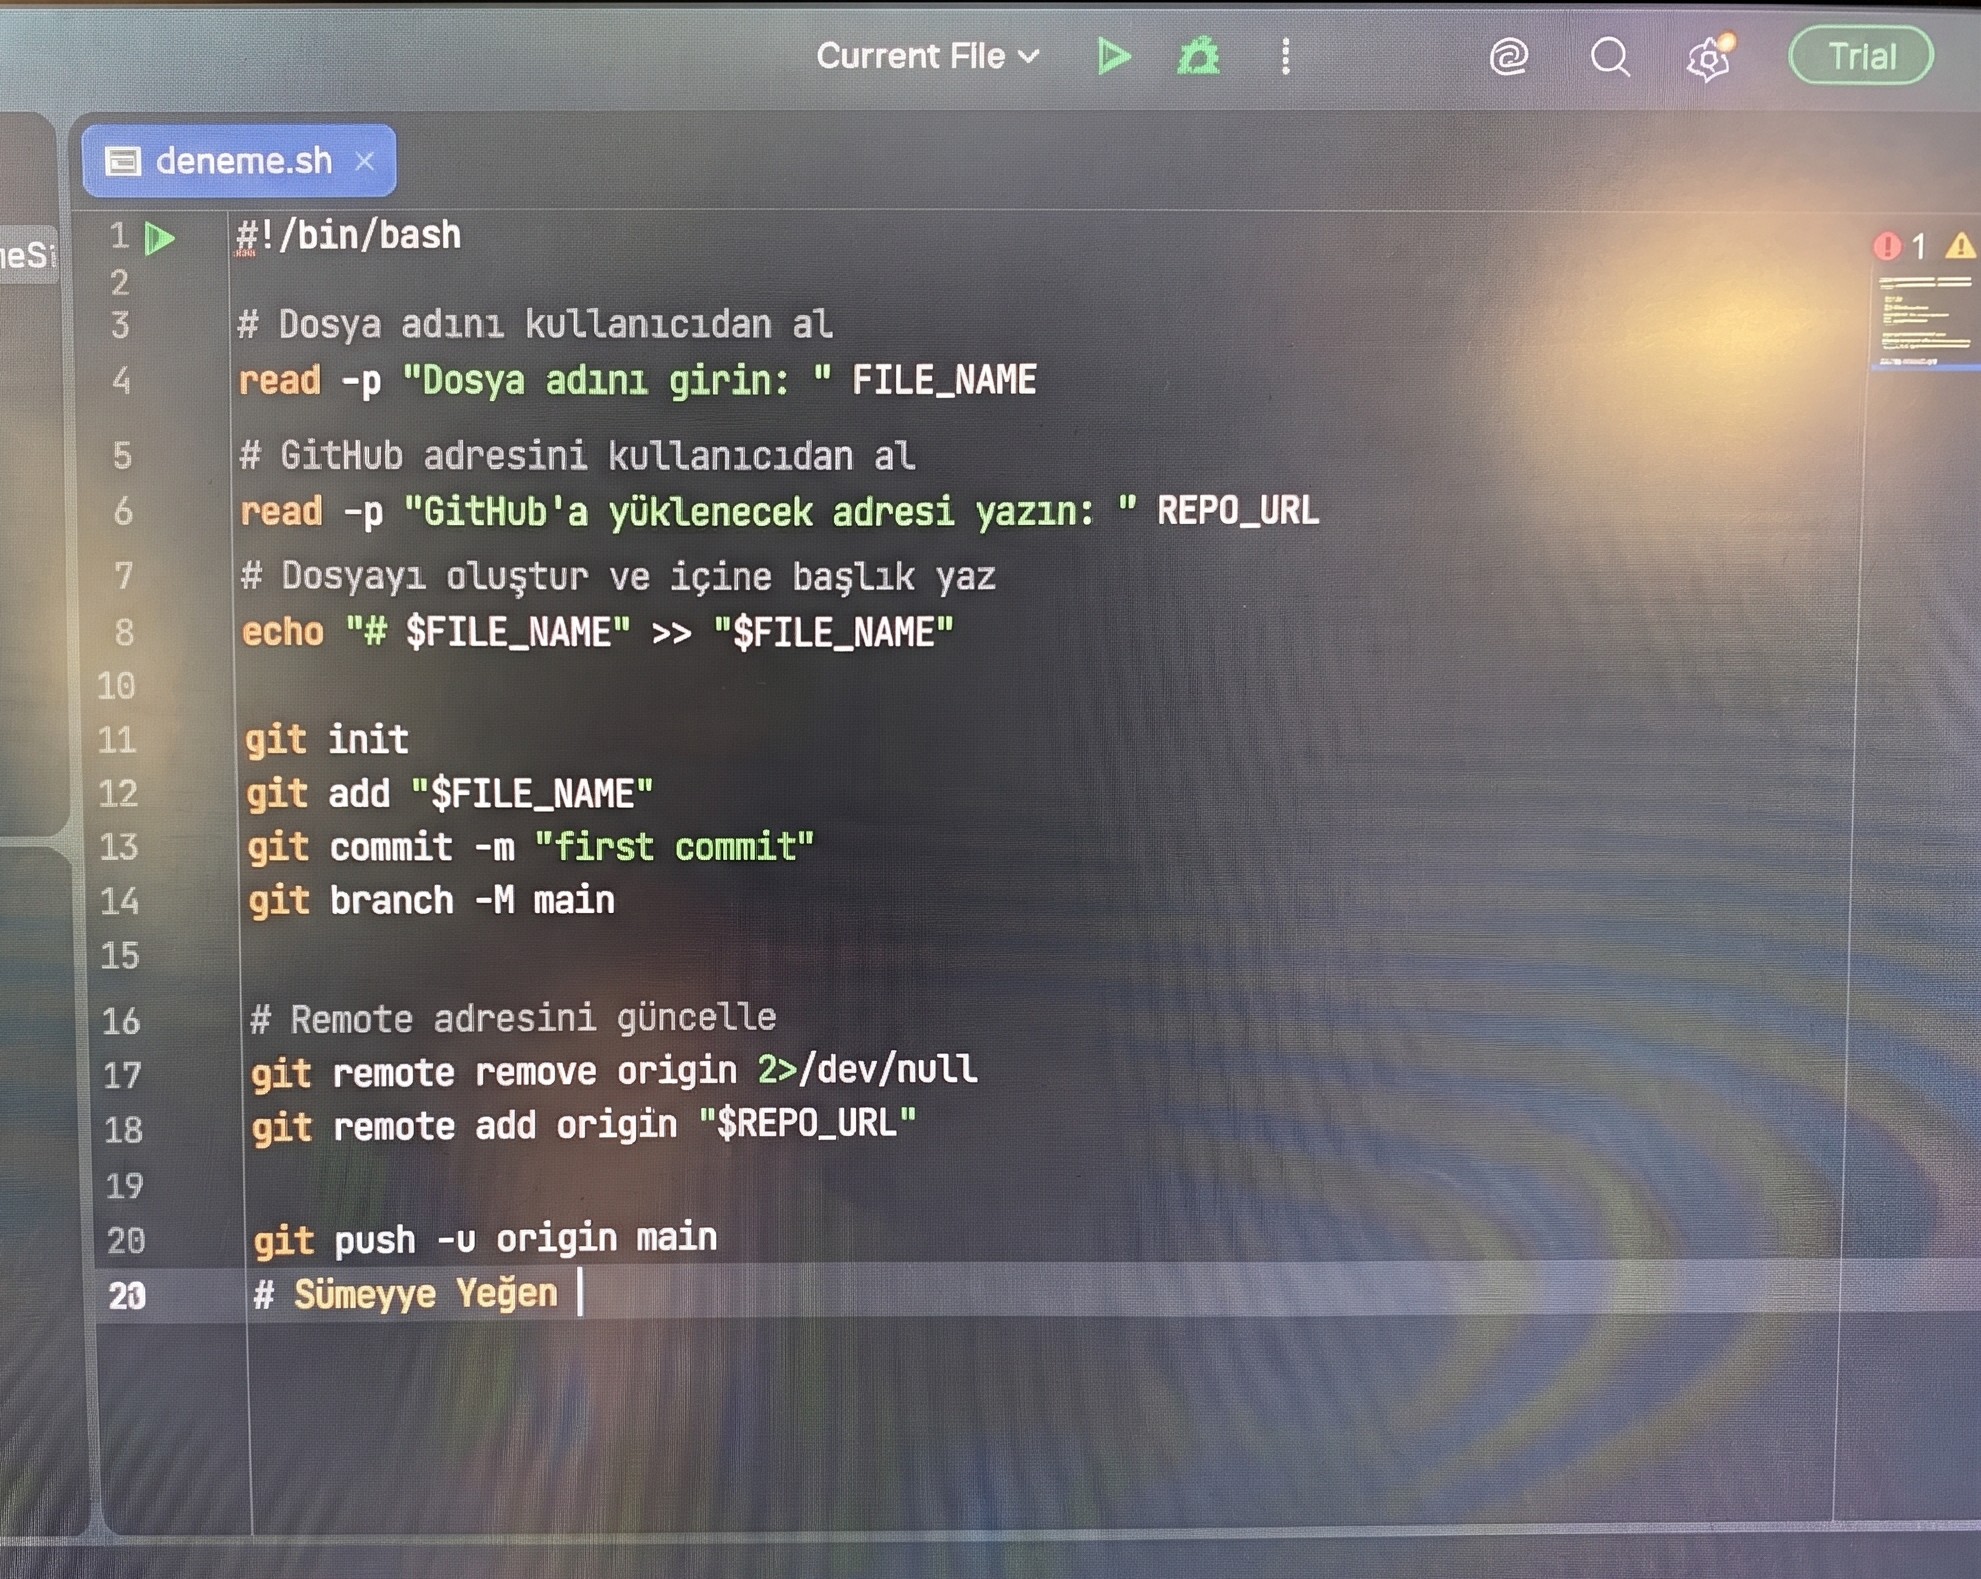 Current File
Trial
deneme.sh
neSi
1 #!/bin/bash
1
2
3 # Dosya adını kullanıcıdan al
4 read -p "Dosya adını girin: " FILE_NAME
5 # GitHub adresini kullanıcıdan al
6 read -p "GitHub'a yüklenecek adresi yazın: " REPO_URL
7 # Dosyayı oluştur ve içine başlık yaz
8 echo "# $FILE_NAME" >> "$FILE_NAME"
10
11 git init
12 git add "$FILE_NAME"
13 git commit -m "first commit"
14 git branch -M main
15
16 # Remote adresini güncelle
17 git remote remove origin 2>/dev/null
18 git remote add origin "$REPO_URL"
19
20 git push -u origin main
20 # Sümeyye Yeğen